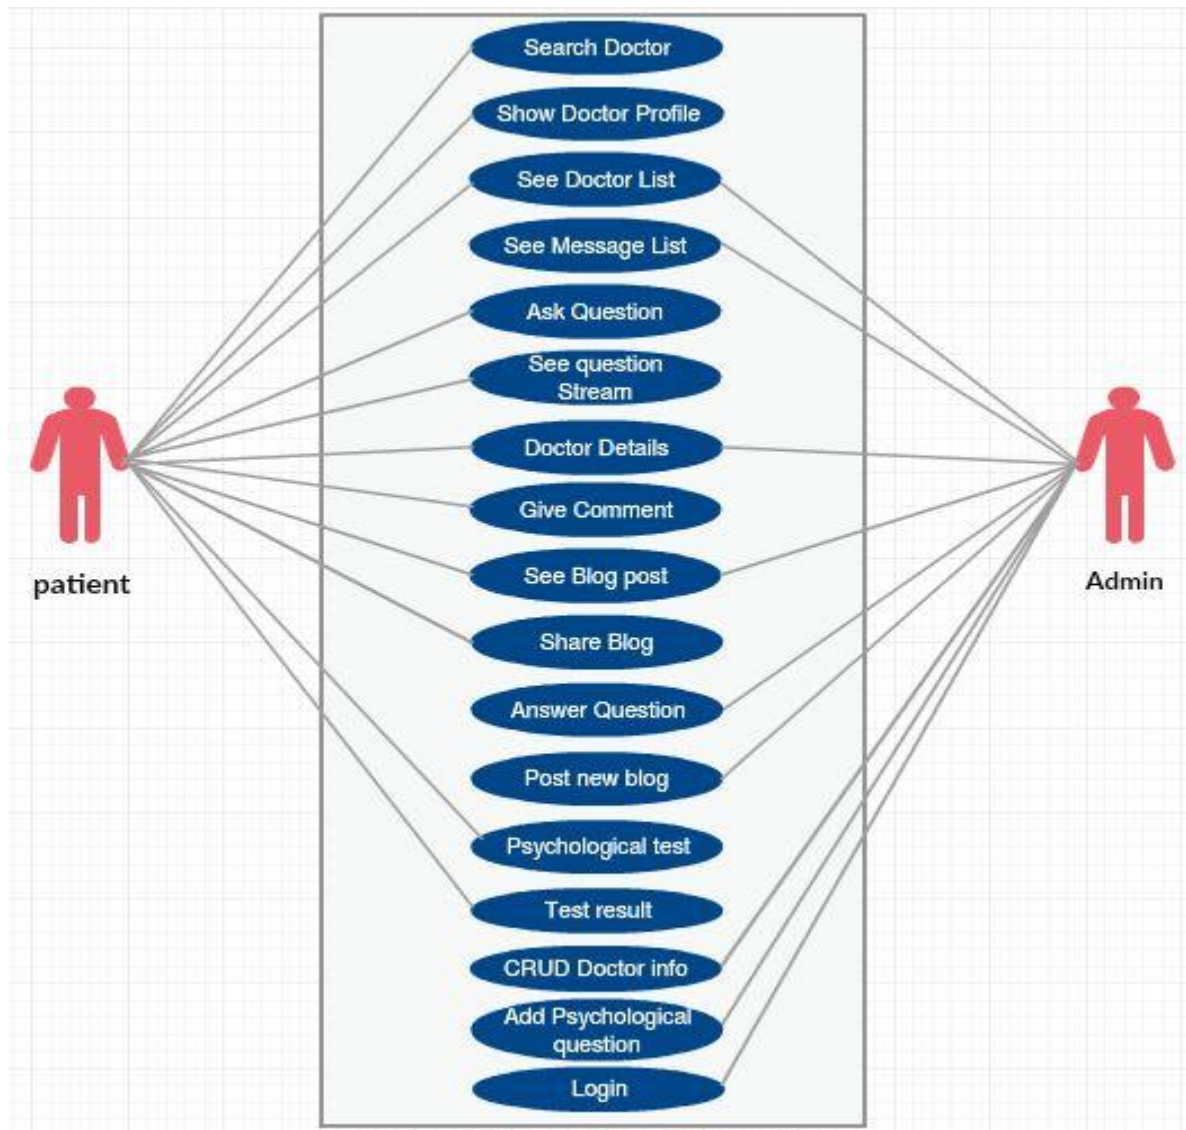 Search Doctor
Show Doctor Profile
See Doctor List
See Message List
Ask Question
See question
Stream
Doctor Details
Give Comment
patient
See Blog post
Admin
Share Blog
Answer Question
Post new blog
Psychological test
Test result
CRUD Doctor info
Add Psychological
question
Login